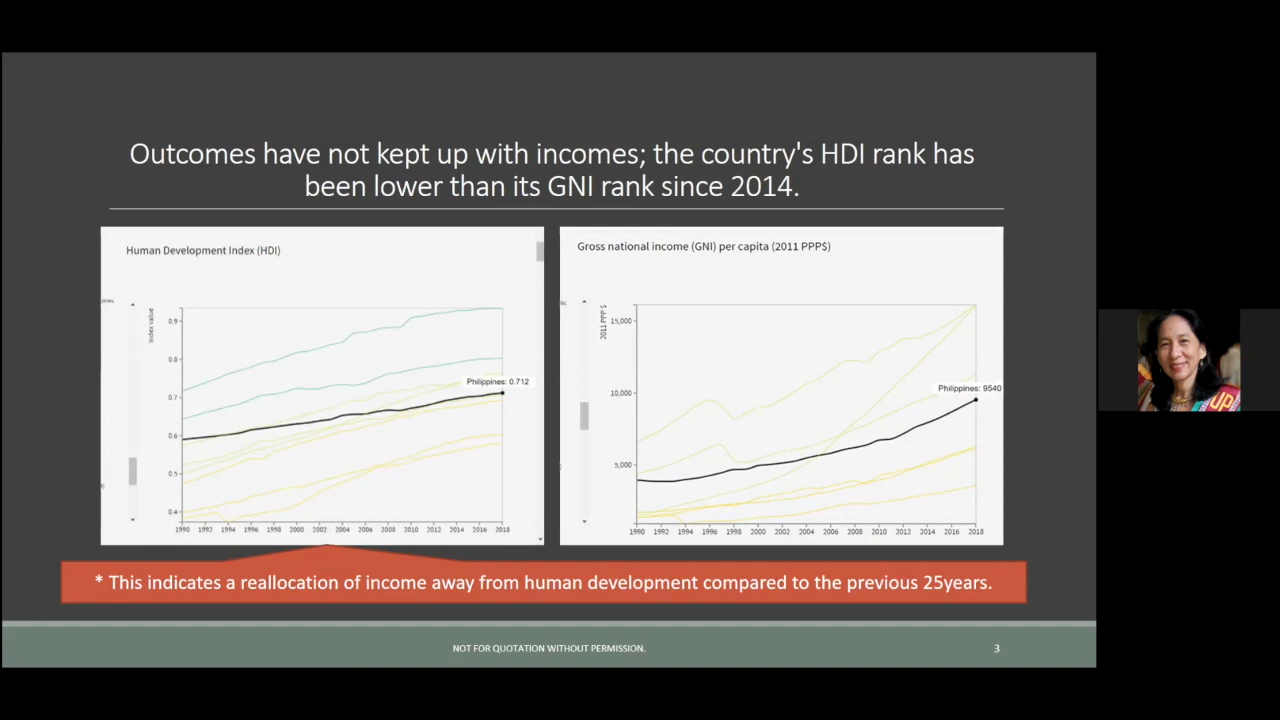 Outcomes have not kept up with incomes; the country's HDI rank has
been lower than its GNI rank since 2014.
Human Development Index (HDI)
Index value
0.9
0.8
0.7
0.6
0.5
0.4
Philippines: 0.712
1990 1992 1994 1996 1998 2000 2002 2004 2006 2008 2010 2012 2014 2016 2018
Gross national income (GNI) per capita (2011 PPP$)
2011 PPP $
15,000
10,000
5,000
Philippines: 9540
1990 1992 1994 1996 1998 2000 2002 2004 2006 2008 2010 2012 2014 2016 2018
* This indicates a reallocation of income away from human development compared to the previous 25years.
NOT FOR QUOTATION WITHOUT PERMISSION.
3
UP